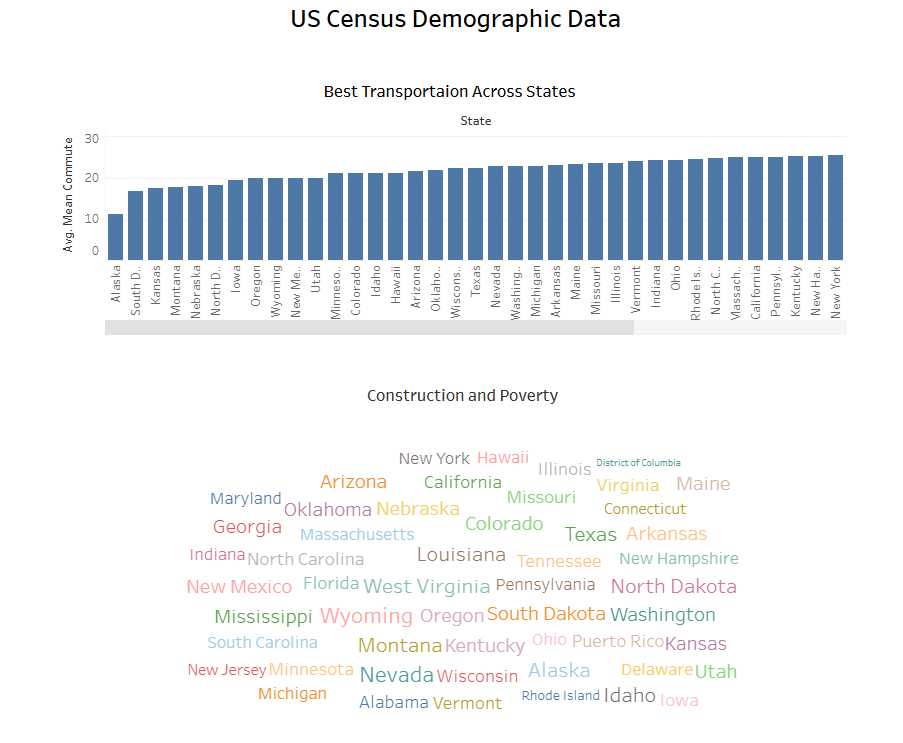 US Census Demographic Data
Best Transportaion Across States
State
Avg. Mean Commute
30
20
10
0
Alaska
South D..
Kansas
Montana
Nebraska
North D..
Iowa
Oregon
Wyoming
New Me..
Utah
Minneso..
Colorado
Idaho
Hawaii
Arizona
Oklaho..
Wiscons..
Texas
Nevada
Washing..
Michigan
Arkansas
Maine
Missouri
Illinois
Vermont
Indiana
Ohio
Rhode Is..
North C..
Massach..
California
Pennsyl..
Kentucky
New Ha..
New York
Construction and Poverty
New York Hawaii
Illinois District of Columbia
Arizona California Virginia Maine
Maryland Missouri
Oklahoma Nebraska Connecticut
Georgia Massachusetts Colorado Texas Arkansas
Indiana North Carolina Louisiana Tennessee New Hampshire
New Mexico Florida West Virginia Pennsylvania North Dakota
Mississippi Wyoming Oregon South Dakota Washington
South Carolina Montana Kentucky Ohio Puerto Rico Kansas
New Jersey Minnesota Nevada Wisconsin Alaska Delaware Utah
Michigan Alabama Vermont Rhode Island Idaho Iowa